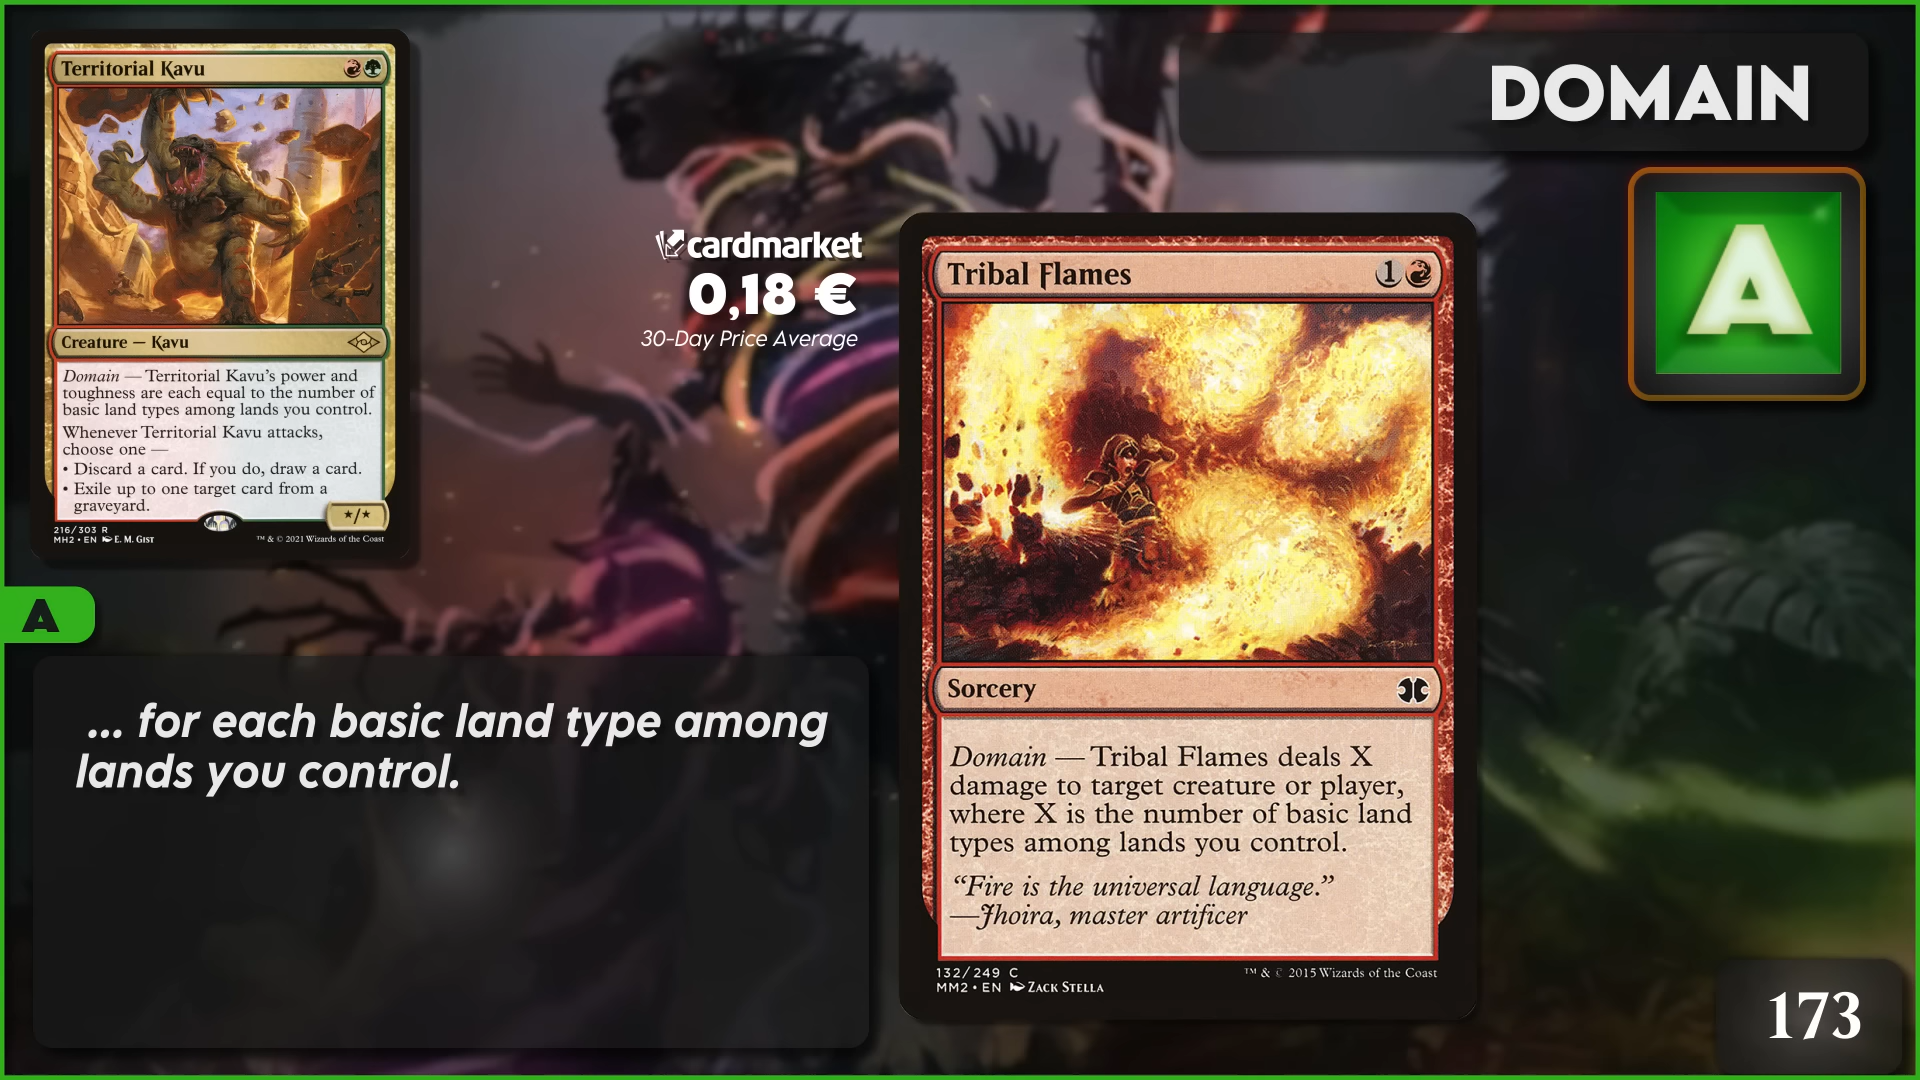 Territorial Kavu
Creature — Kavu
Domain — Territorial Kavu's power and
toughness are each equal to the number of
basic land types among lands you control.
Whenever Territorial Kavu attacks,
choose one —
• Discard a card. If you do, draw a card.
• Exile up to one target card from a
graveyard.
*/*
216/303 R
MH2 • EN E. M. Gist
™ & © 2021 Wizards of the Coast
DOMAIN
A
cardmarket
0,18 €
30-Day Price Average
Tribal Flames
1
Sorcery
Domain — Tribal Flames deals X
damage to target creature or player,
where X is the number of basic land
types among lands you control.
“Fire is the universal language.”
—Jhoira, master artificer
132/249 C
MM2 • EN Zack Stella
™ & © 2015 Wizards of the Coast
A
... for each basic land type among
lands you control.
173